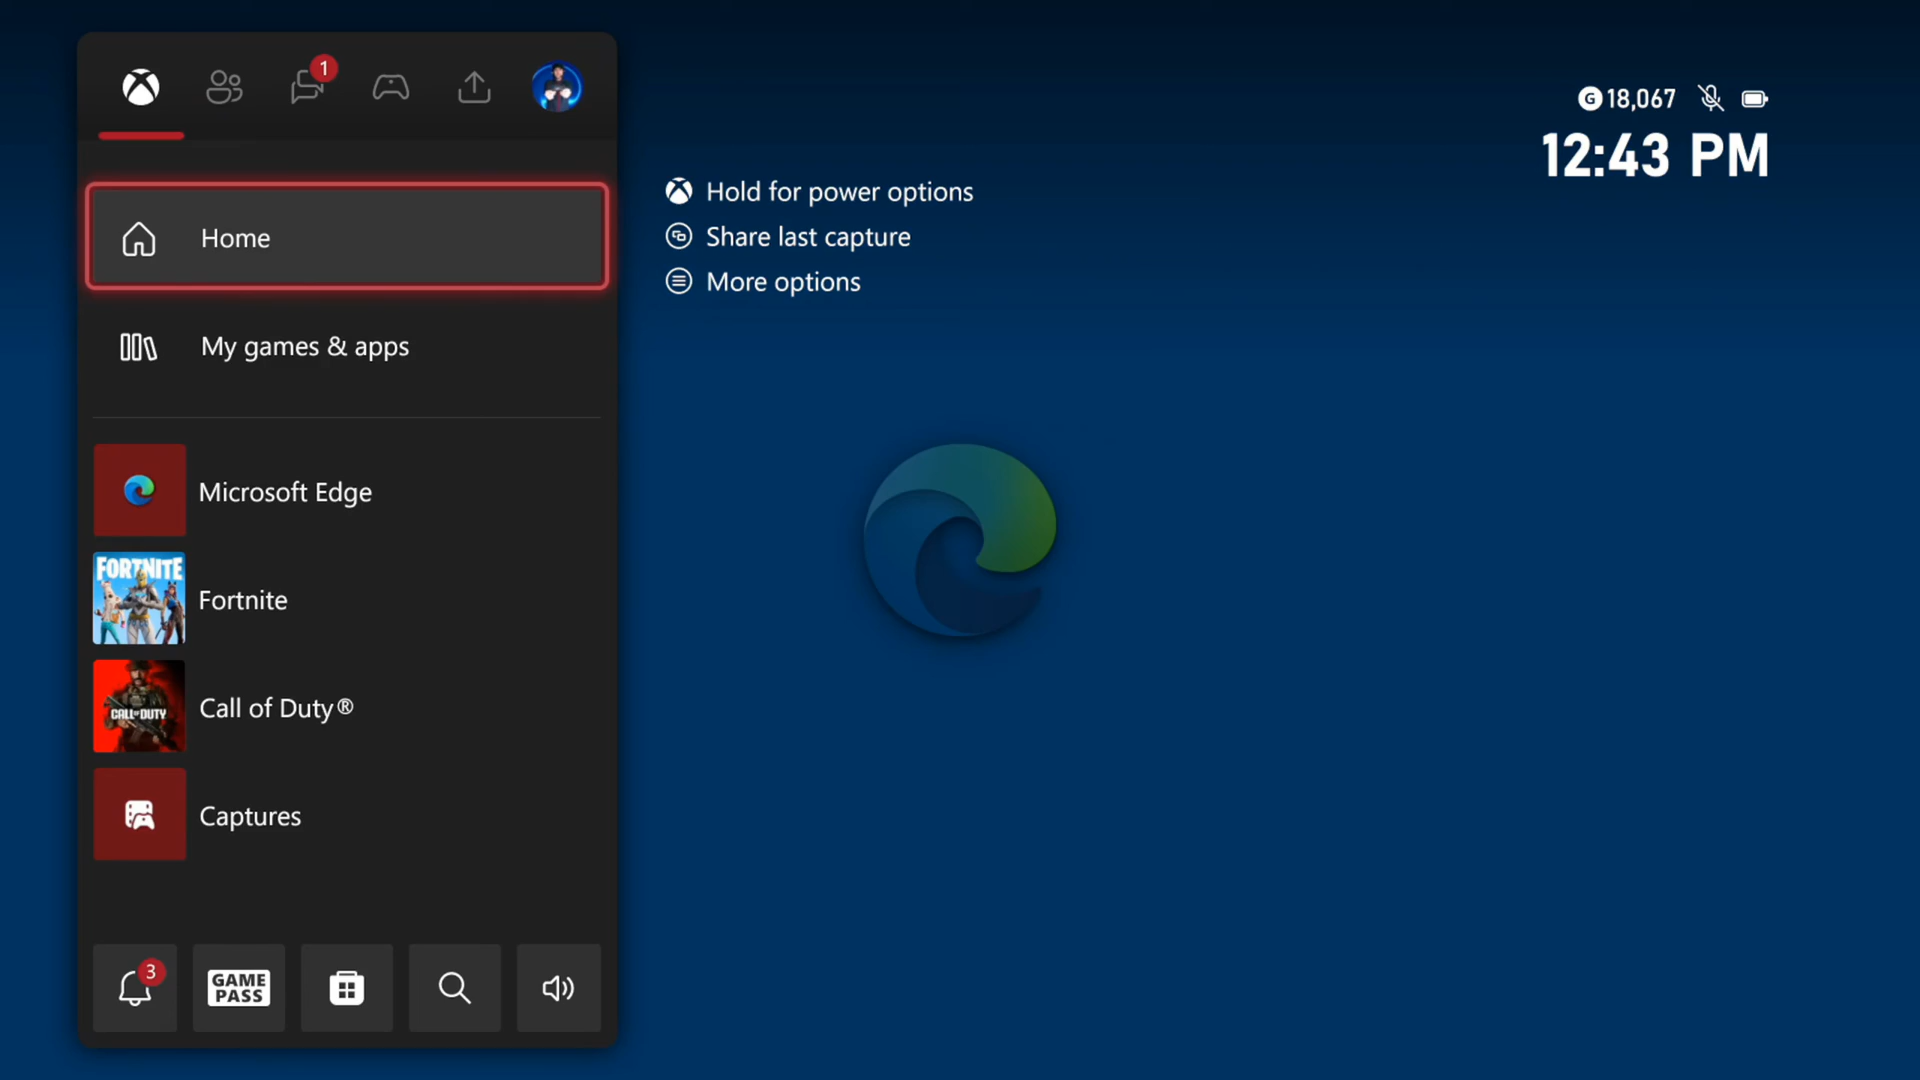 1
G 18,067
12:43 PM
Hold for power options
Share last capture
More options
Home
My games & apps
Microsoft Edge
FORTNITE
Fortnite
CALL OF DUTY
Call of Duty®
Captures
3
GAME
PASS